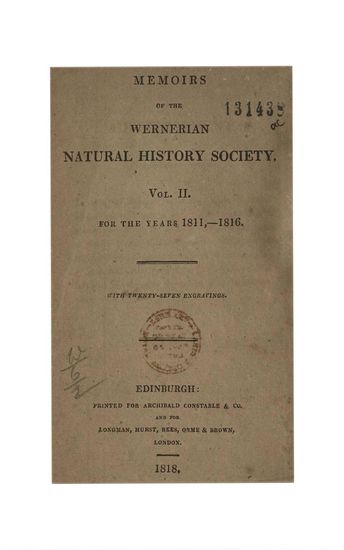 MEMOIRS
OF THE
131439
WERNERIAN
NATURAL HISTORY SOCIETY.
VOL. II.
FOR THE YEARS 1811,—1816.
WITH TWENTY-SEVEN ENGRAVINGS.
EDINBURGH:
PRINTED FOR ARCHIBALD CONSTABLE & CO.
AND FOR
LONGMAN, HURST, REES, ORME & BROWN,
LONDON.
1818.